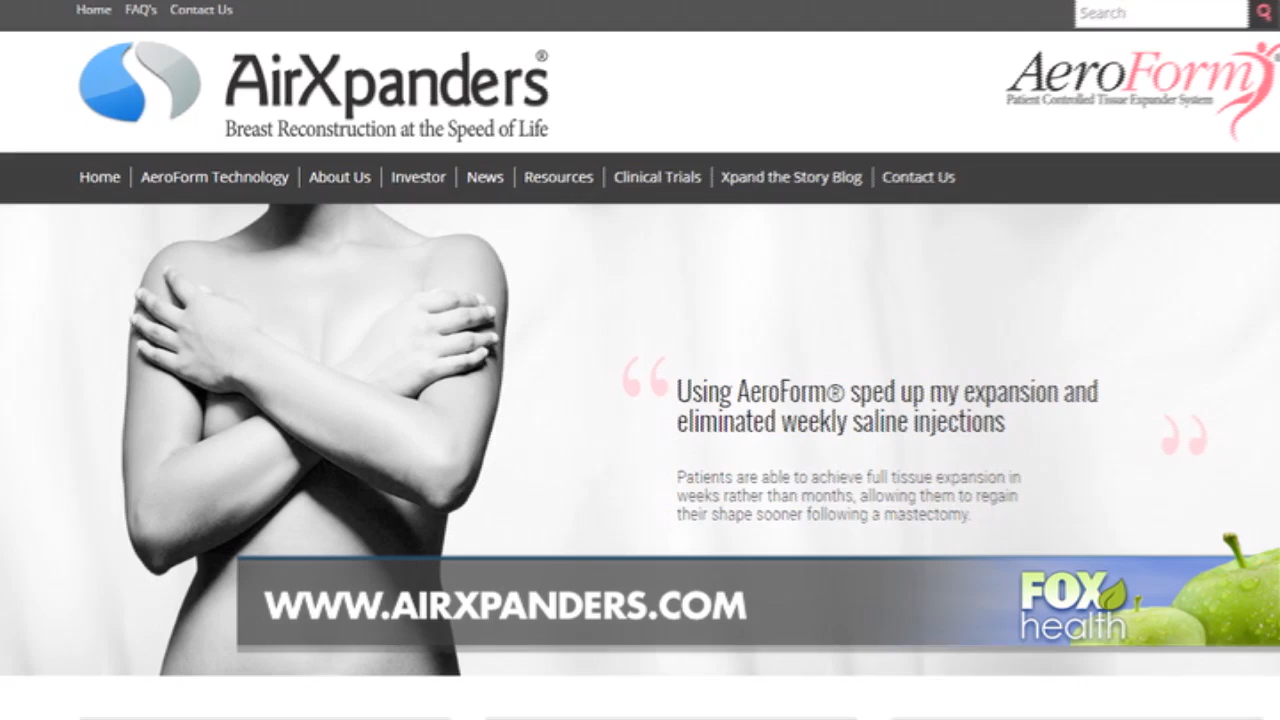 Home FAQ's Contact Us
Search
AirXpanders®
Breast Reconstruction at the Speed of Life
AeroForm®
Patient Controlled Tissue Expander System
Home AeroForm Technology About Us Investor News Resources Clinical Trials Xpand the Story Blog Contact Us
“ Using AeroForm® sped up my expansion and
eliminated weekly saline injections ”
Patients are able to achieve full tissue expansion in
weeks rather than months, allowing them to regain
their shape sooner following a mastectomy.
WWW.AIRXPANDERS.COM
FOX
health